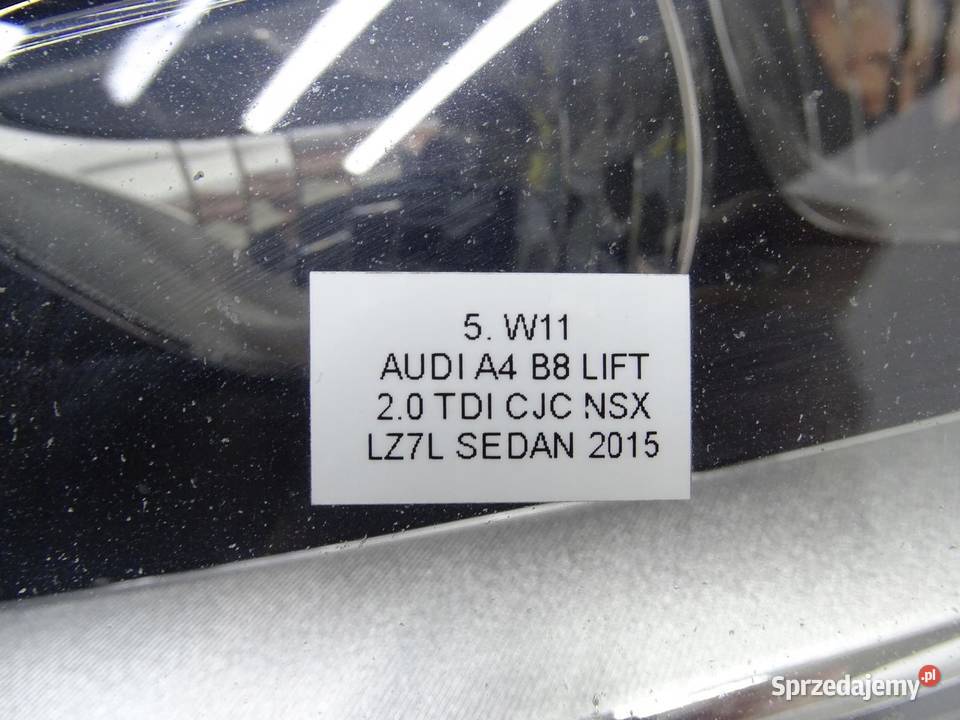 5. W11
AUDI A4 B8 LIFT
2.0 TDI CJC NSX
LZ7L SEDAN 2015
Sprzedajemy.pl